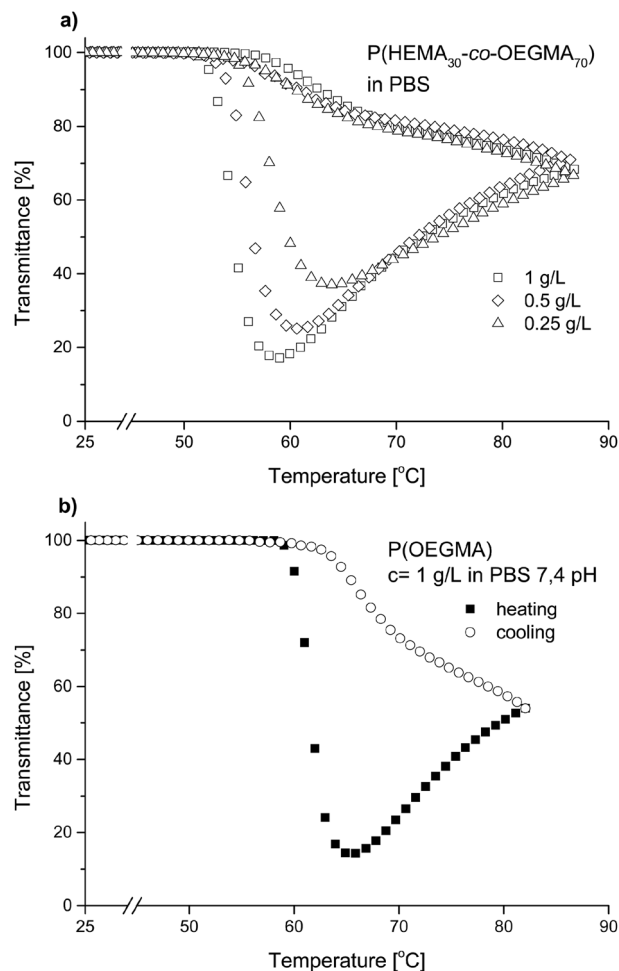 a)
P(HEMA₃₀-co-OEGMA₇₀)
in PBS
Transmittance [%]
100
80
60
40
20
0
1 g/L
0.5 g/L
0.25 g/L
25
50
60
70
80
90
Temperature [°C]
b)
P(OEGMA)
c= 1 g/L in PBS 7,4 pH
heating
cooling
Transmittance [%]
100
80
60
40
20
0
25
50
60
70
80
90
Temperature [°C]